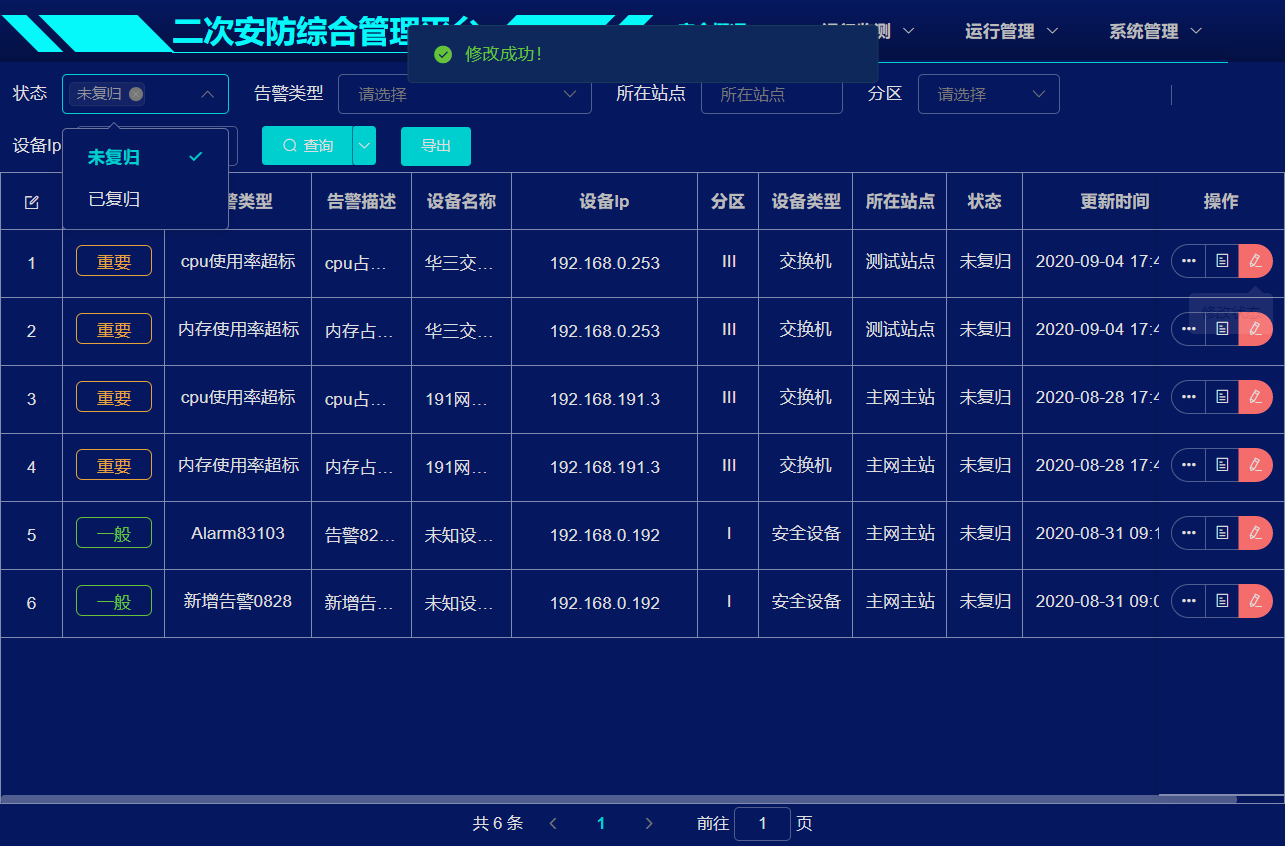 二次安防综合管理平台
运行监测
运行管理
系统管理
修改成功!
状态
未复归
告警类型
请选择
所在站点
所在站点
分区
请选择
设备Ip
查询
导出
未复归
已复归
警类型 告警描述 设备名称 设备Ip 分区 设备类型 所在站点 状态 更新时间 操作
1 重要 cpu使用率超标 cpu占... 华三交... 192.168.0.253 III 交换机 测试站点 未复归 2020-09-04 17:4
2 重要 内存使用率超标 内存占... 华三交... 192.168.0.253 III 交换机 测试站点 未复归 2020-09-04 17:4
3 重要 cpu使用率超标 cpu占... 191网... 192.168.191.3 III 交换机 主网主站 未复归 2020-08-28 17:4
4 重要 内存使用率超标 内存占... 191网... 192.168.191.3 III 交换机 主网主站 未复归 2020-08-28 17:4
5 一般 Alarm83103 告警82... 未知设... 192.168.0.192 I 安全设备 主网主站 未复归 2020-08-31 09:1
6 一般 新增告警0828 新增告... 未知设... 192.168.0.192 I 安全设备 主网主站 未复归 2020-08-31 09:0
共 6 条 1 前往 1 页